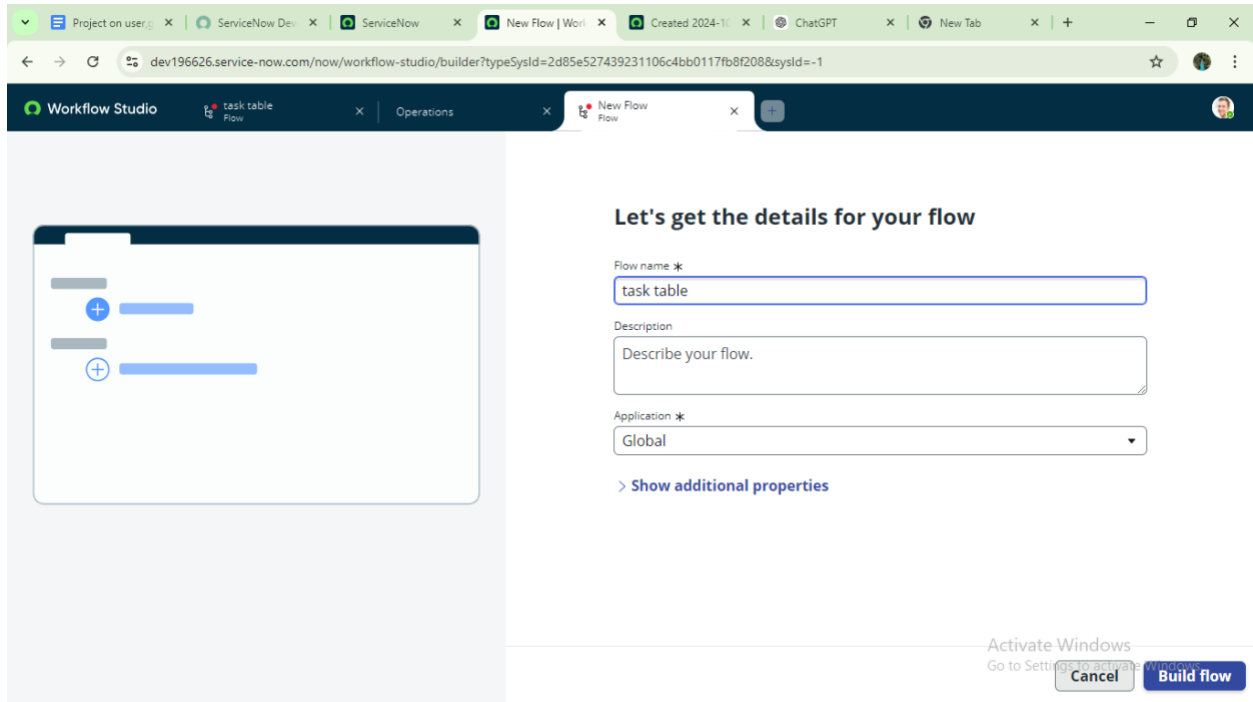 Project on user,g
ServiceNow Dev
ServiceNow
New Flow | Work
Created 2024-10
ChatGPT
New Tab
dev196626.service-now.com/now/workflow-studio/builder?typeSysId=2d85e527439231106c4bb0117fb8f208&sysId=-1
Workflow Studio
task table
Flow
Operations
New Flow
Flow
Let's get the details for your flow
Flow name *
task table
Description
Describe your flow.
Application *
Global
Show additional properties
Activate Windows
Go to Settings to activate Windows.
Cancel
Build flow